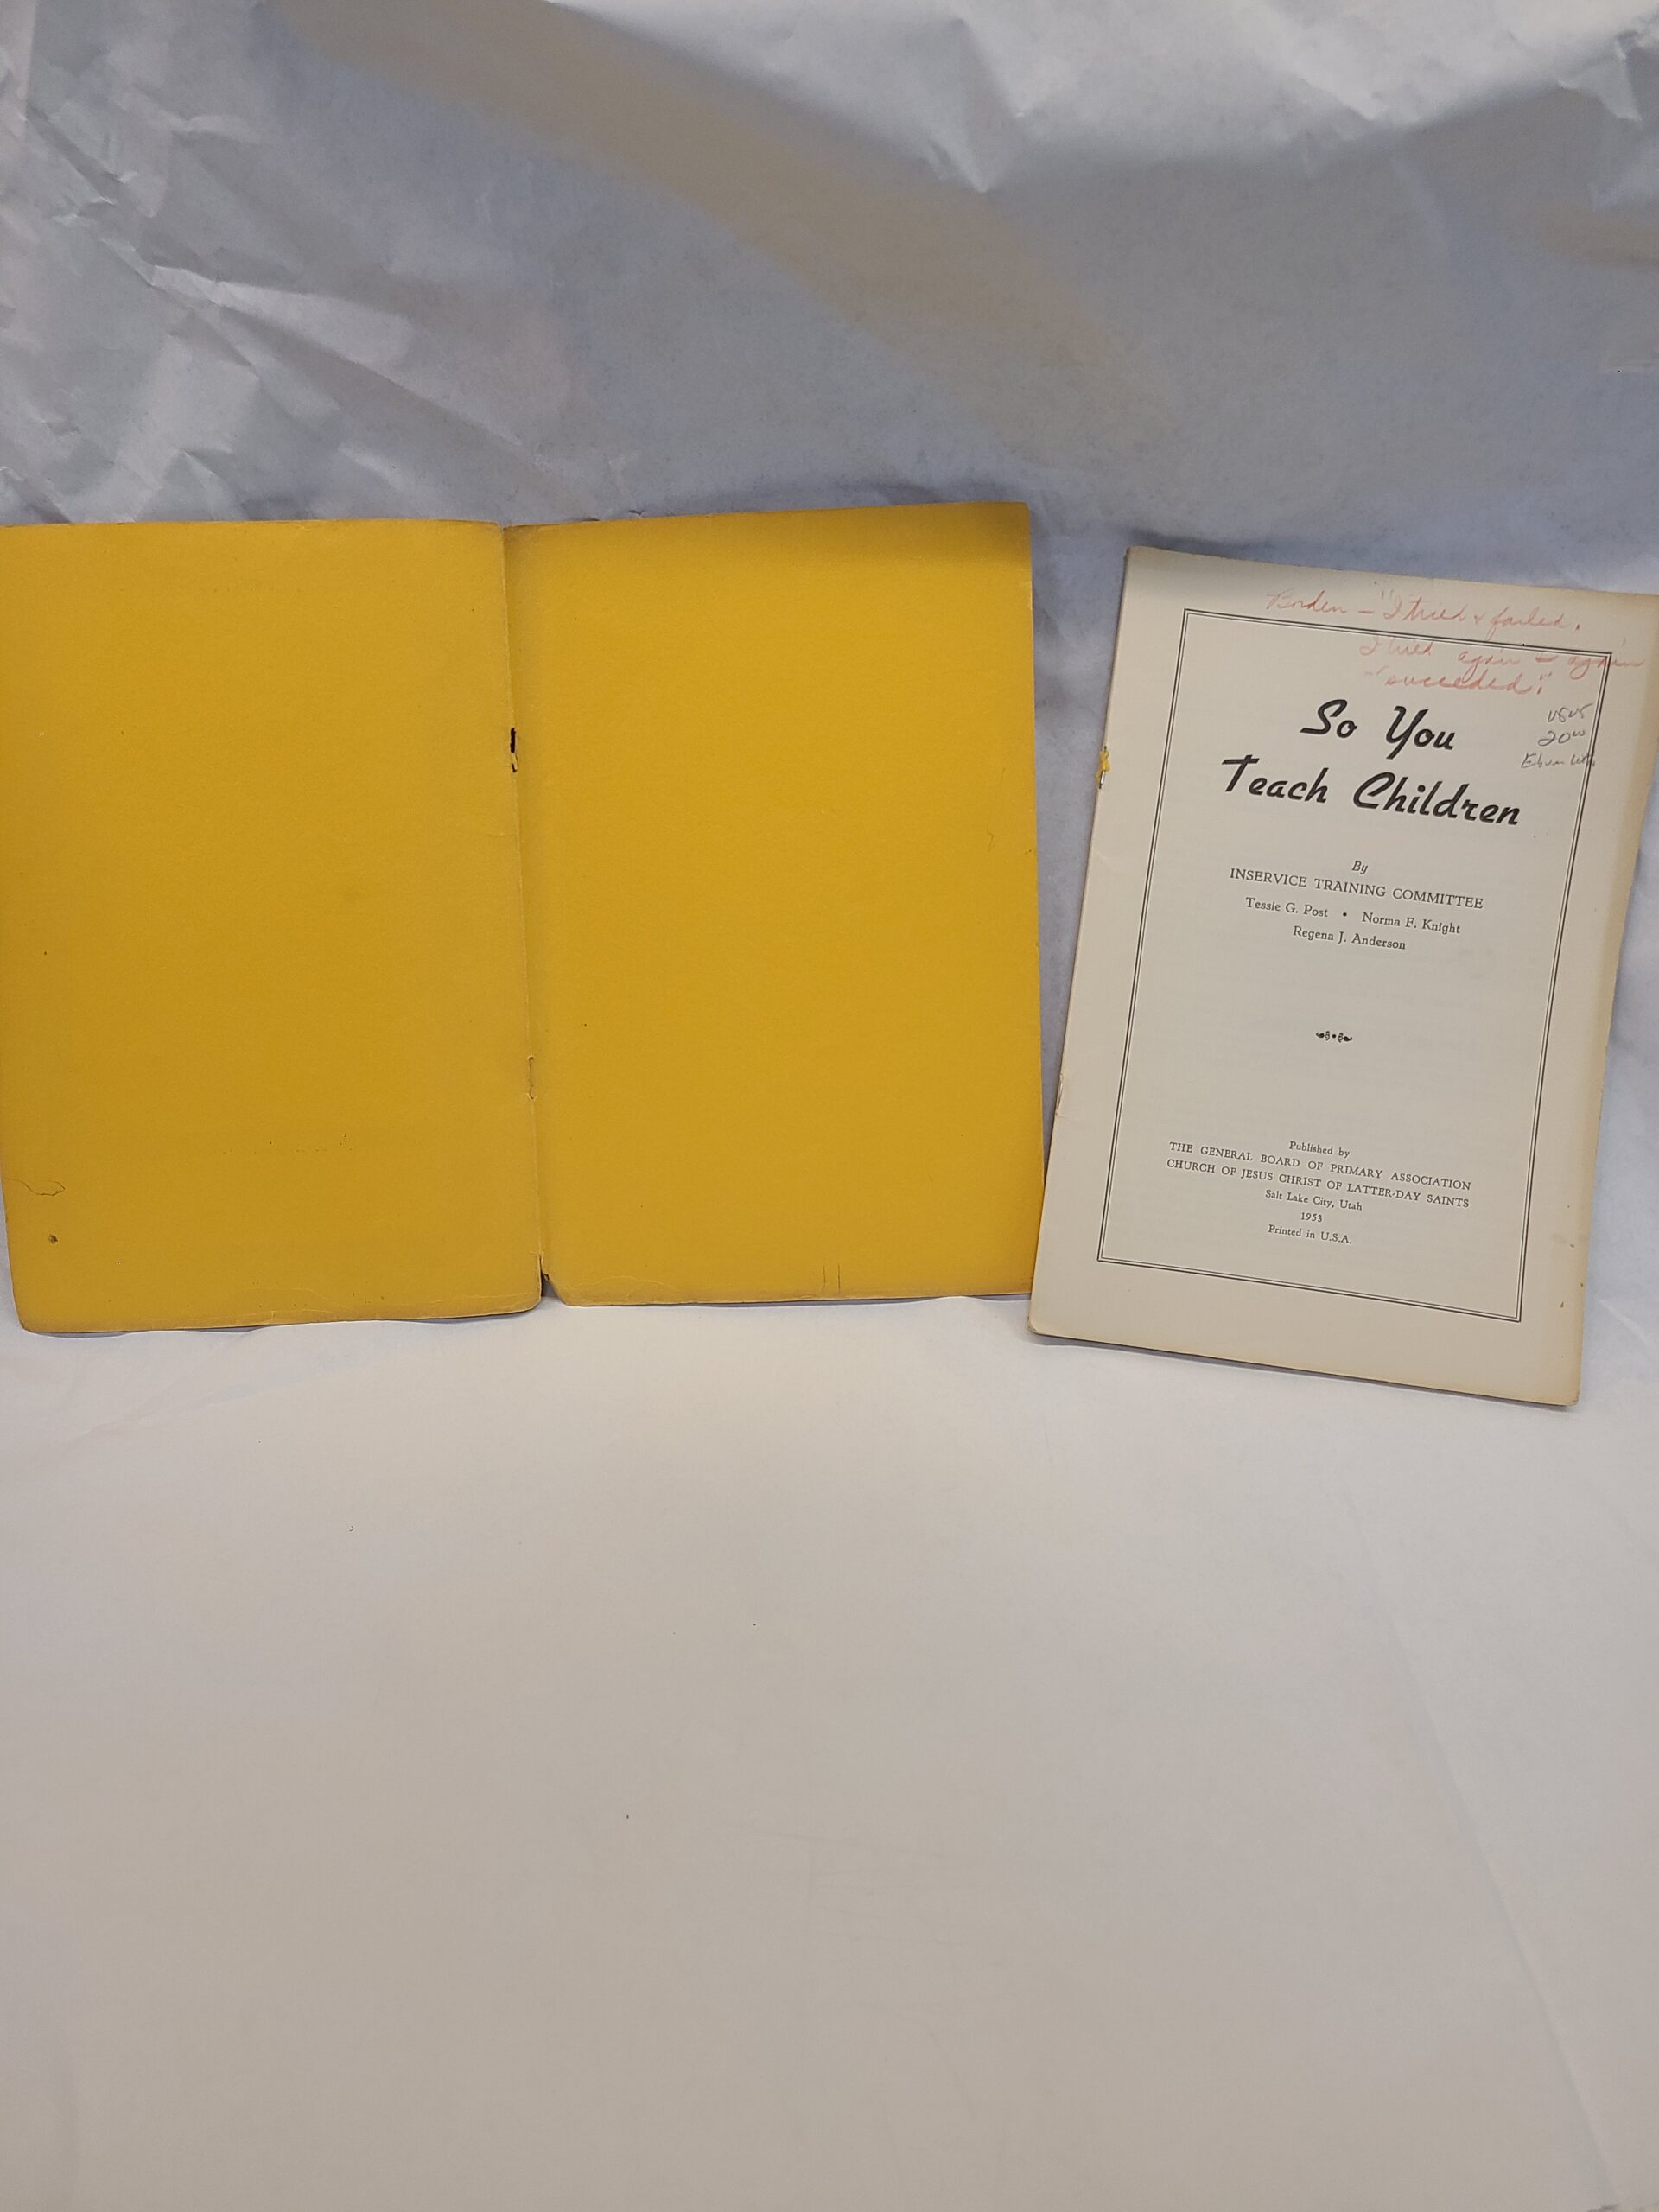 Borden — "I tried & failed.
I tried again & again
"succeeded."
So You
Teach Children
20⁰⁰
By
INSERVICE TRAINING COMMITTEE
Tessie G. Post • Norma F. Knight
Regena J. Anderson
Published by
THE GENERAL BOARD OF PRIMARY ASSOCIATION
CHURCH OF JESUS CHRIST OF LATTER-DAY SAINTS
Salt Lake City, Utah
1953
Printed in U.S.A.